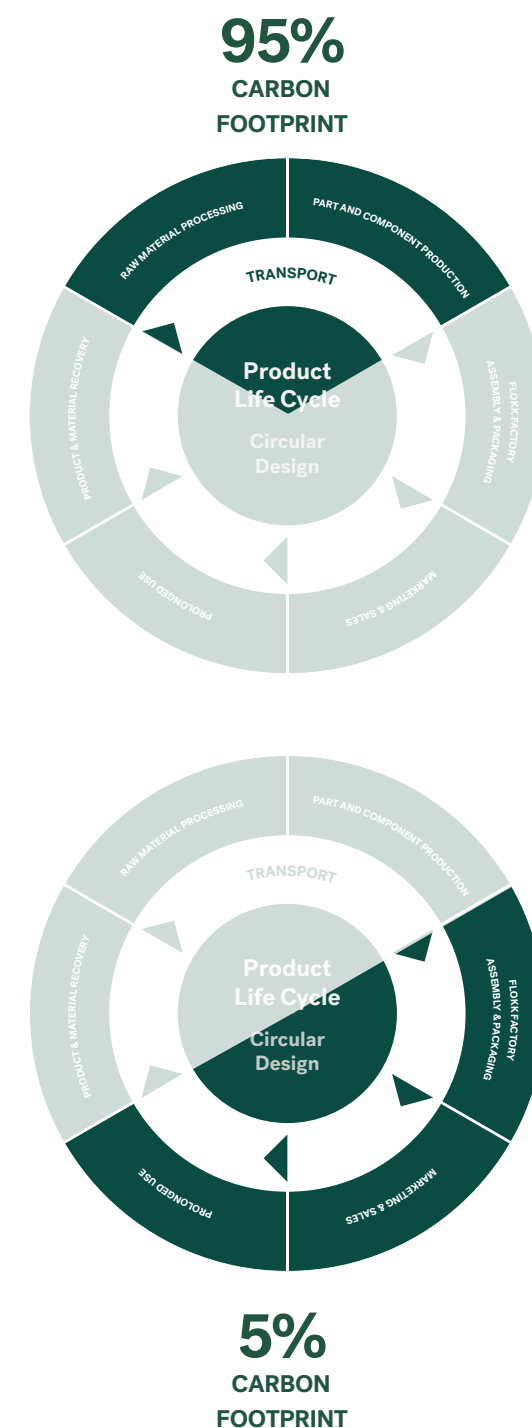 95%
CARBON
FOOTPRINT
RAW MATERIAL PROCESSING
PART AND COMPONENT PRODUCTION
TRANSPORT
PRODUCT & MATERIAL RECOVERY
Product
Life Cycle
Circular
Design
FLOKK FACTORY
ASSEMBLY & PACKAGING
PROLONGED USE
MARKETING & SALES
RAW MATERIAL PROCESSING
PART AND COMPONENT PRODUCTION
TRANSPORT
PRODUCT & MATERIAL RECOVERY
Product
Life Cycle
Circular
Design
FLOKK FACTORY
ASSEMBLY & PACKAGING
PROLONGED USE
MARKETING & SALES
5%
CARBON
FOOTPRINT